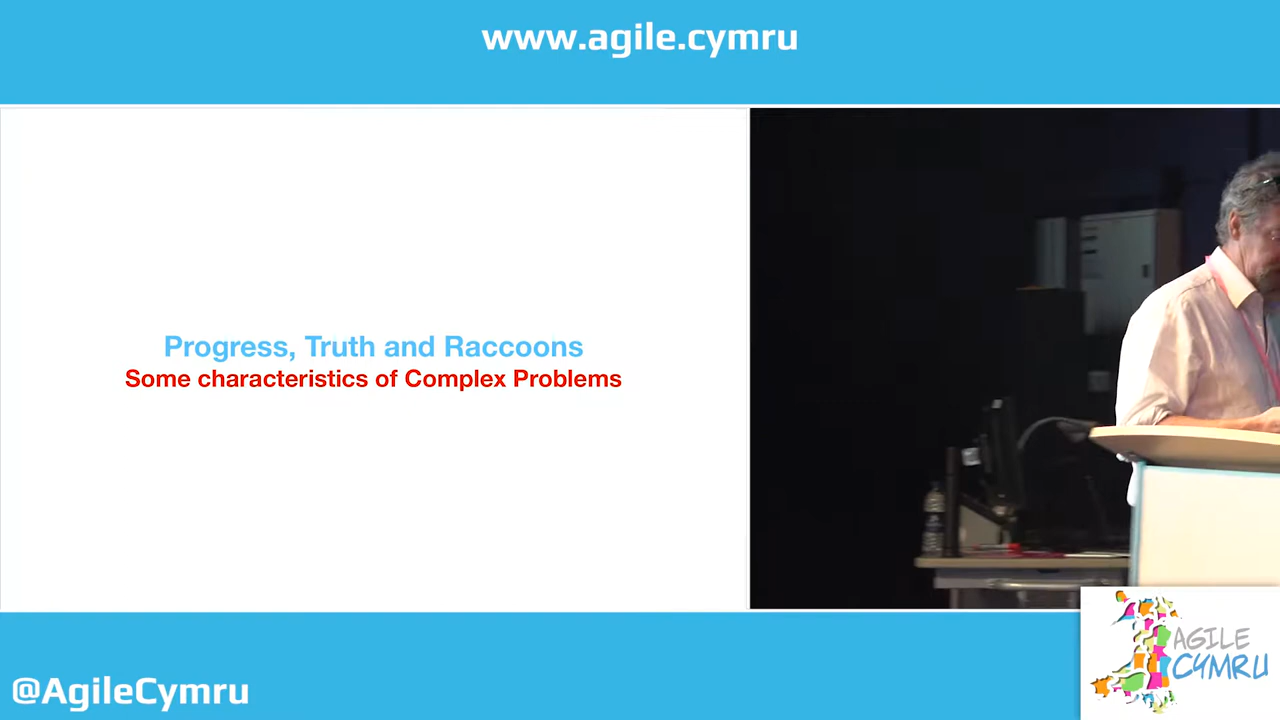 www.agile.cymru
Progress, Truth and Raccoons
Some characteristics of Complex Problems
@AgileCymru
AGILE
CYMRU